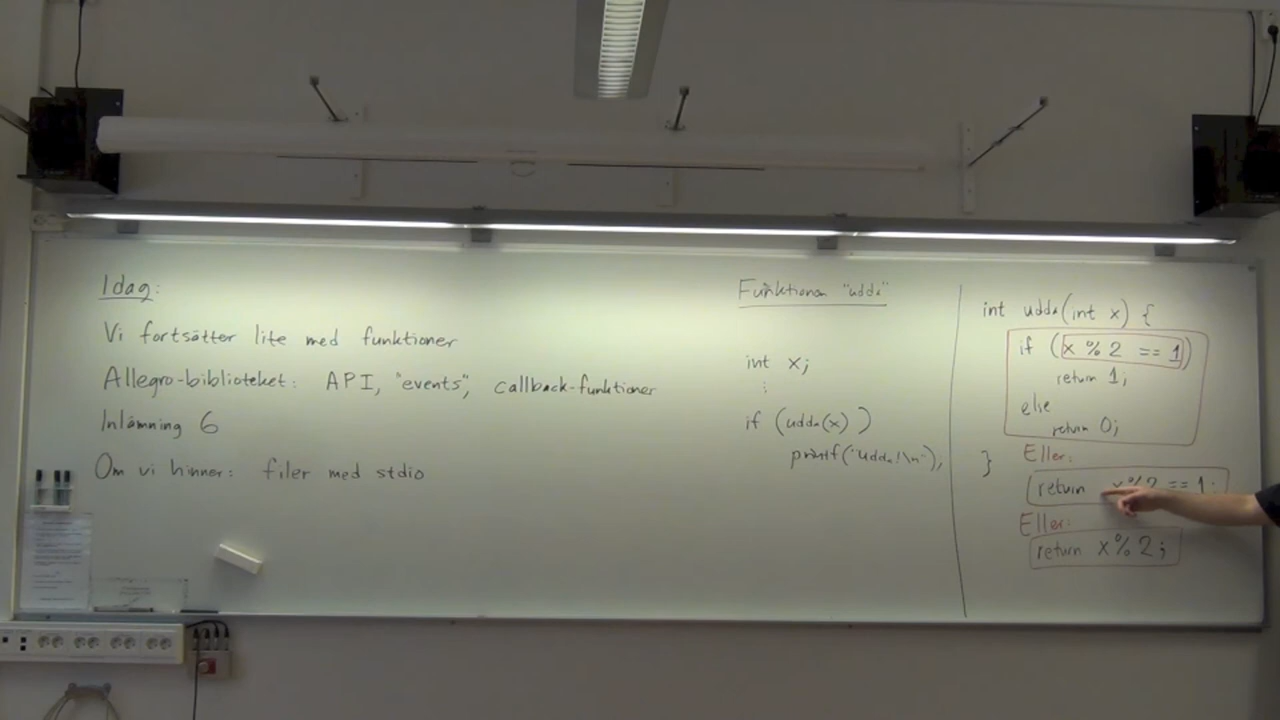 Idag:
Vi fortsätter lite med funktioner
Allegro-biblioteket: API, "events", callback-funktioner
Inlämning 6
Om vi hinner: filer med stdio
Funktionen "udda"
int x;
⋮
if (udda(x))
printf("Udda!\n");
int udda(int x) {
if (x % 2 == 1)
return 1;
else
return 0;
}
Eller:
return x%2 == 1;
Eller:
return x % 2;